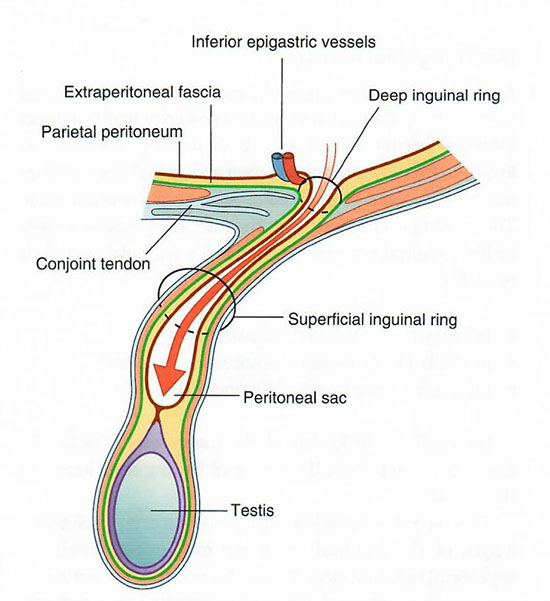 Inferior epigastric vessels
Extraperitoneal fascia
Deep inguinal ring
Parietal peritoneum
Conjoint tendon
Superficial inguinal ring
Peritoneal sac
Testis